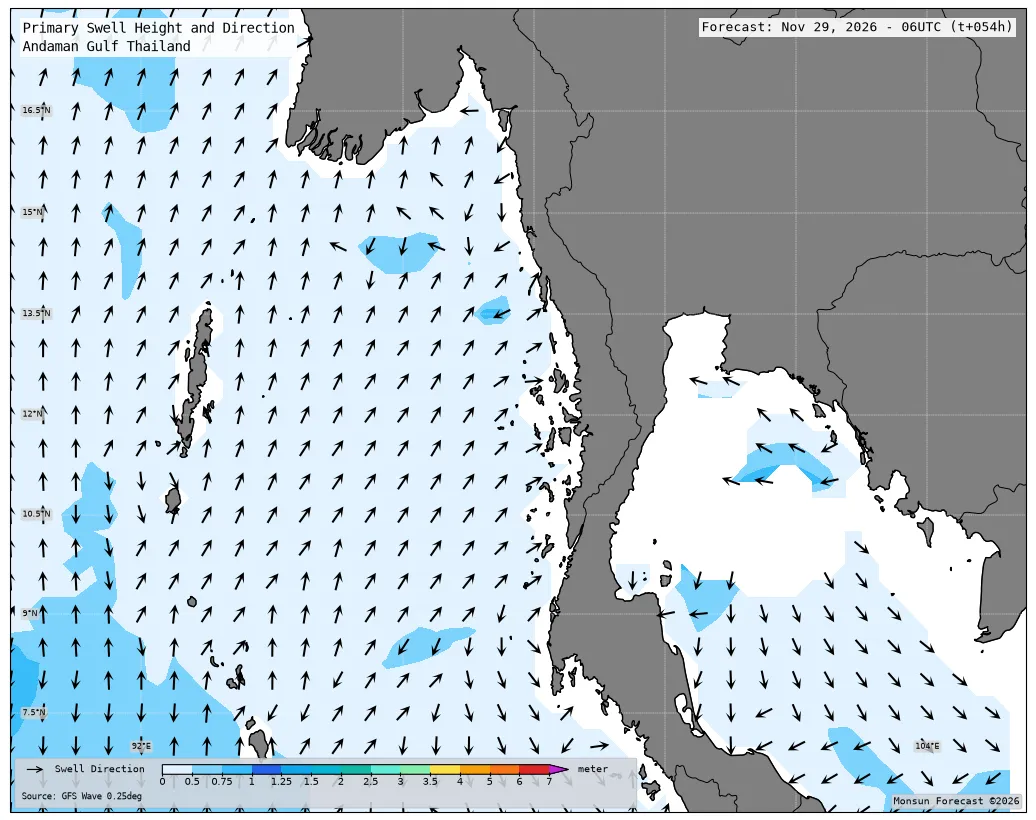 Primary Swell Height and Direction
Andaman Gulf Thailand
Forecast: Nov 29, 2026 - 06UTC (t+054h)
16.5°N
15°N
13.5°N
12°N
10.5°N
9°N
7.5°N
92°E
104°E
Swell Direction
0 0.5 0.75 1 1.25 1.5 2 2.5 3 3.5 4 5 6 7
meter
Source: GFS Wave 0.25deg
Monsun Forecast ©2026